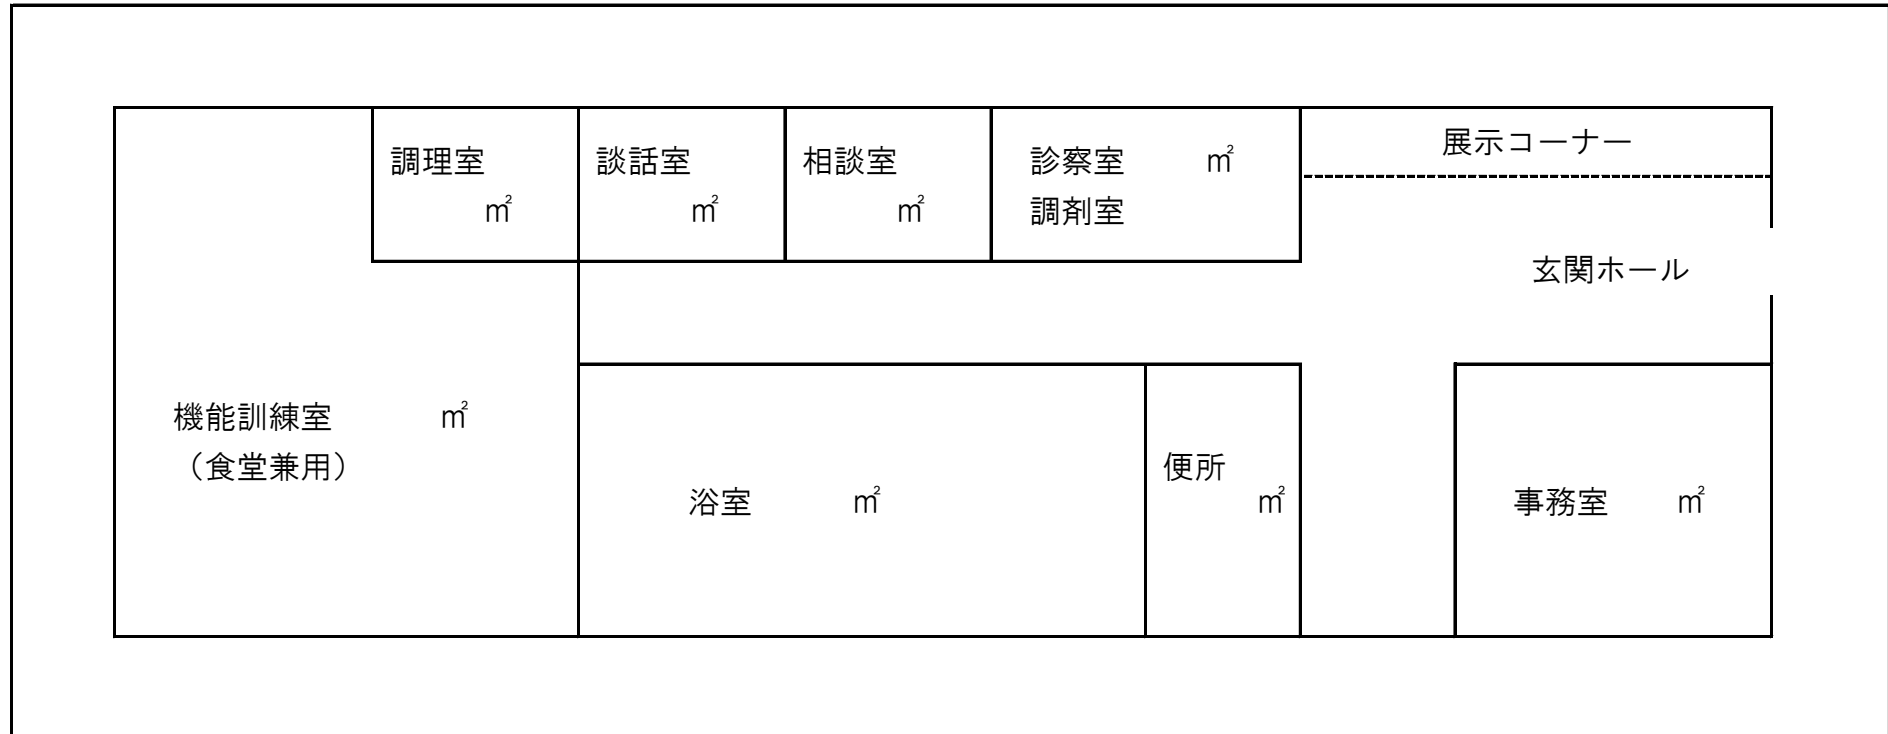 展示コーナー
調理室
㎡
談話室
㎡
相談室
㎡
診察室 ㎡
調剤室
玄関ホール
機能訓練室 ㎡
（食堂兼用）
浴室 ㎡
便所
㎡
事務室 ㎡